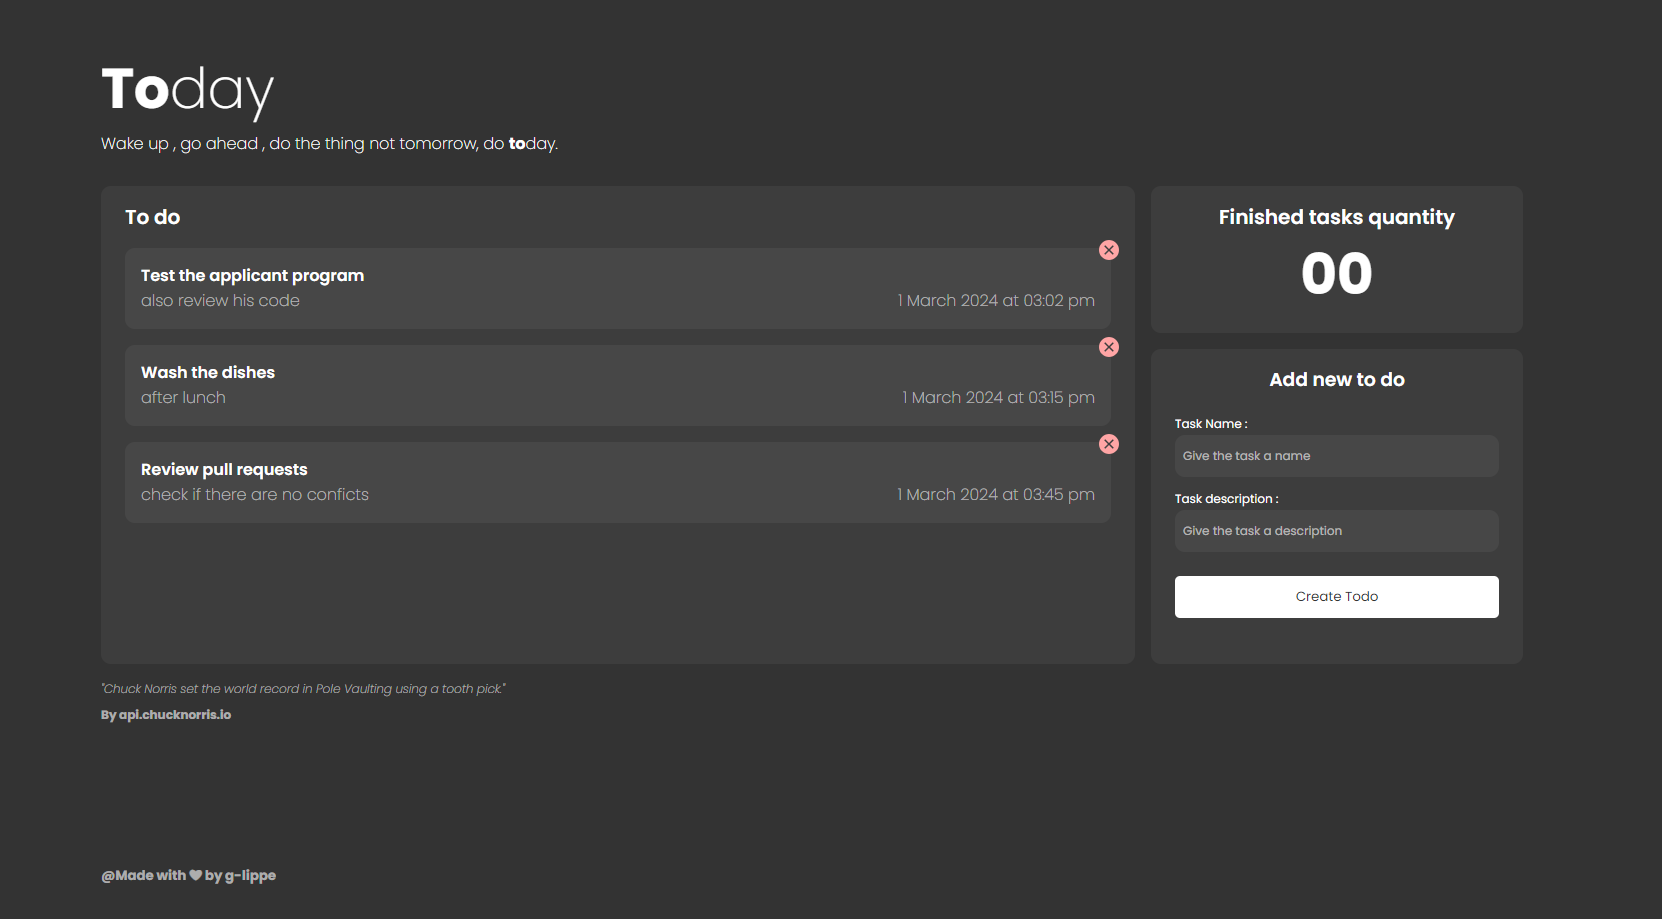 Today
Wake up , go ahead , do the thing not tomorrow, do today.
To do
Test the applicant program
also review his code
1 March 2024 at 03:02 pm
Wash the dishes
after lunch
1 March 2024 at 03:15 pm
Review pull requests
check if there are no conficts
1 March 2024 at 03:45 pm
Finished tasks quantity
00
Add new to do
Task Name :
Give the task a name
Task description :
Give the task a description
Create Todo
"Chuck Norris set the world record in Pole Vaulting using a tooth pick."
By api.chucknorris.io
@Made with ♥ by g-lippe